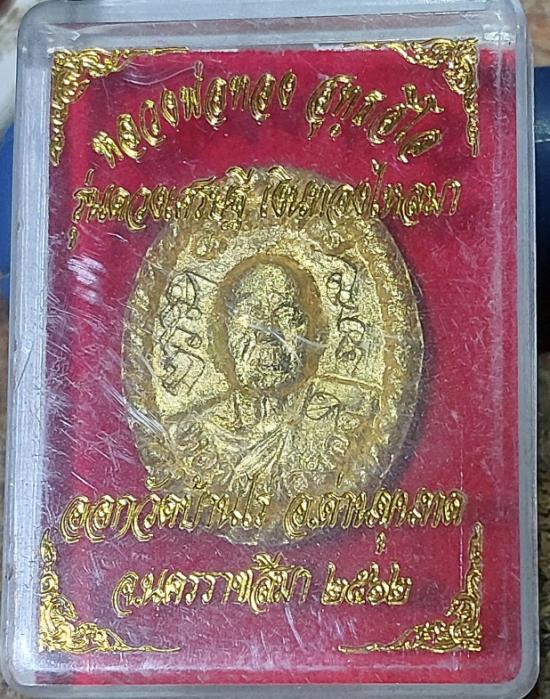 หลวงพ่อทอง สุทธสีโล
รุ่นดวงเศรษฐี เงินทองไหลมา
ออกวัดบ้านไร่ อ.ด่านขุนทด
จ.นครราชสีมา ๒๕๖๒